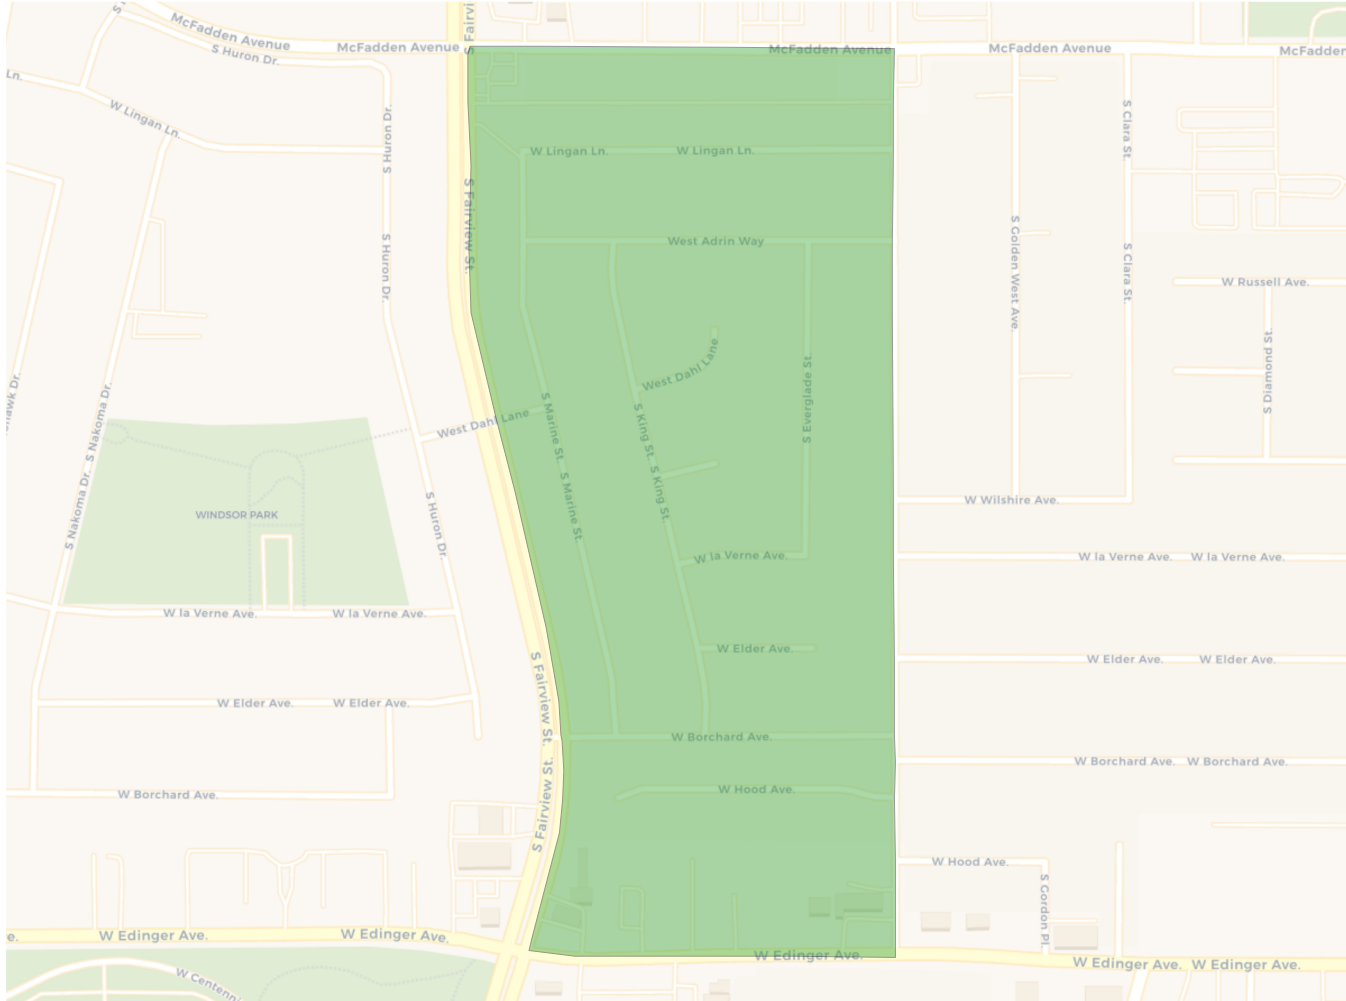 McFadden Avenue
McFadden Avenue
McFadden Avenue
McFadden Avenue
McFadden
S Huron Dr.
S Fairvi
Ln.
W Lingan Ln.
S Huron Dr.
S Clara St.
W Lingan Ln.
W Lingan Ln.
S Fairview St.
S Huron Dr.
West Adrin Way
S Golden West Ave.
S Clara St.
W Russell Ave.
S Diamond St.
West Dahl Lane
S Everglade St.
S Nakoma Dr.
hawk Dr.
West Dahl Lane
S Marine St.
S King St.
S Nakoma Dr.
S Huron Dr.
S Marine St.
S King St.
WINDSOR PARK
W Wilshire Ave.
W la Verne Ave.
W la Verne Ave.
W la Verne Ave.
W la Verne Ave.
W la Verne Ave.
W Elder Ave.
W Elder Ave.
W Elder Ave.
S Fairview St.
W Elder Ave.
W Elder Ave.
W Borchard Ave.
W Borchard Ave.
W Borchard Ave.
W Borchard Ave.
S Fairview St.
W Hood Ave.
W Hood Ave.
S Gordon Pl.
e.
W Edinger Ave.
W Edinger Ave.
W Edinger Ave.
W Edinger Ave.
W Edinger Ave.
W Centenn